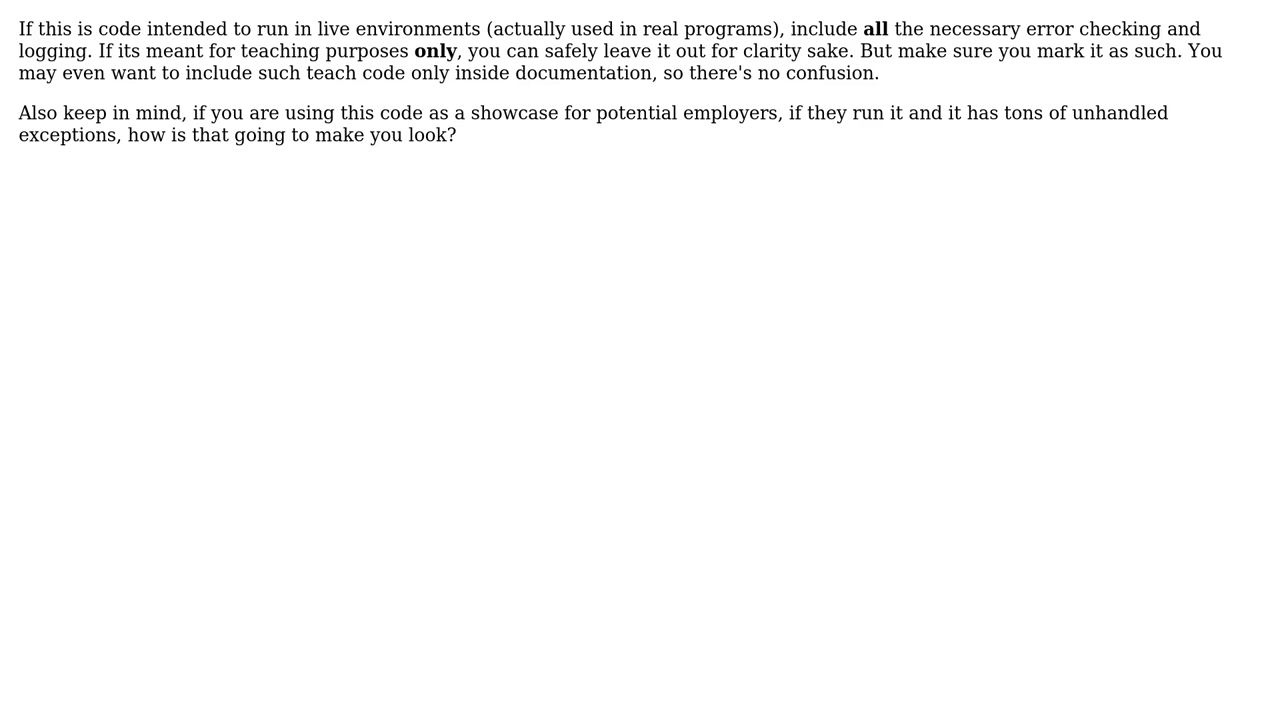 If this is code intended to run in live environments (actually used in real programs), include all the necessary error checking and
logging. If its meant for teaching purposes only, you can safely leave it out for clarity sake. But make sure you mark it as such. You
may even want to include such teach code only inside documentation, so there's no confusion.
Also keep in mind, if you are using this code as a showcase for potential employers, if they run it and it has tons of unhandled
exceptions, how is that going to make you look?